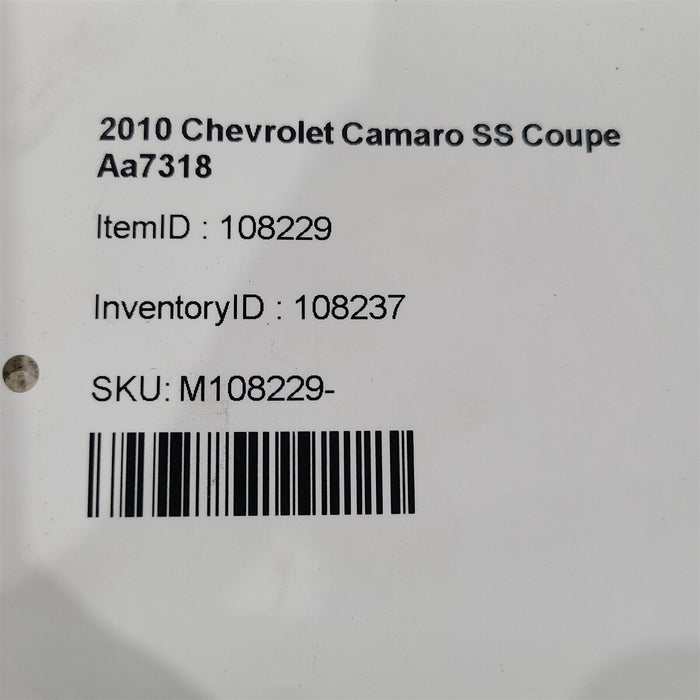 2010 Chevrolet Camaro SS Coupe
Aa7318
ItemID : 108229
InventoryID : 108237
SKU: M108229-